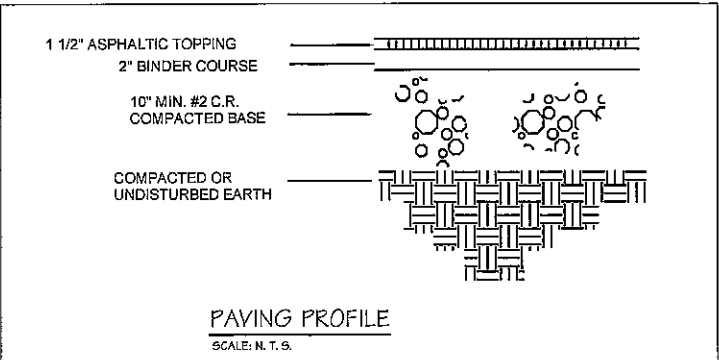 1 1/2" ASPHALTIC TOPPING
2" BINDER COURSE
10" MIN. #2 C.R.
COMPACTED BASE
COMPACTED OR
UNDISTURBED EARTH
PAVING PROFILE
SCALE: N. T. S.